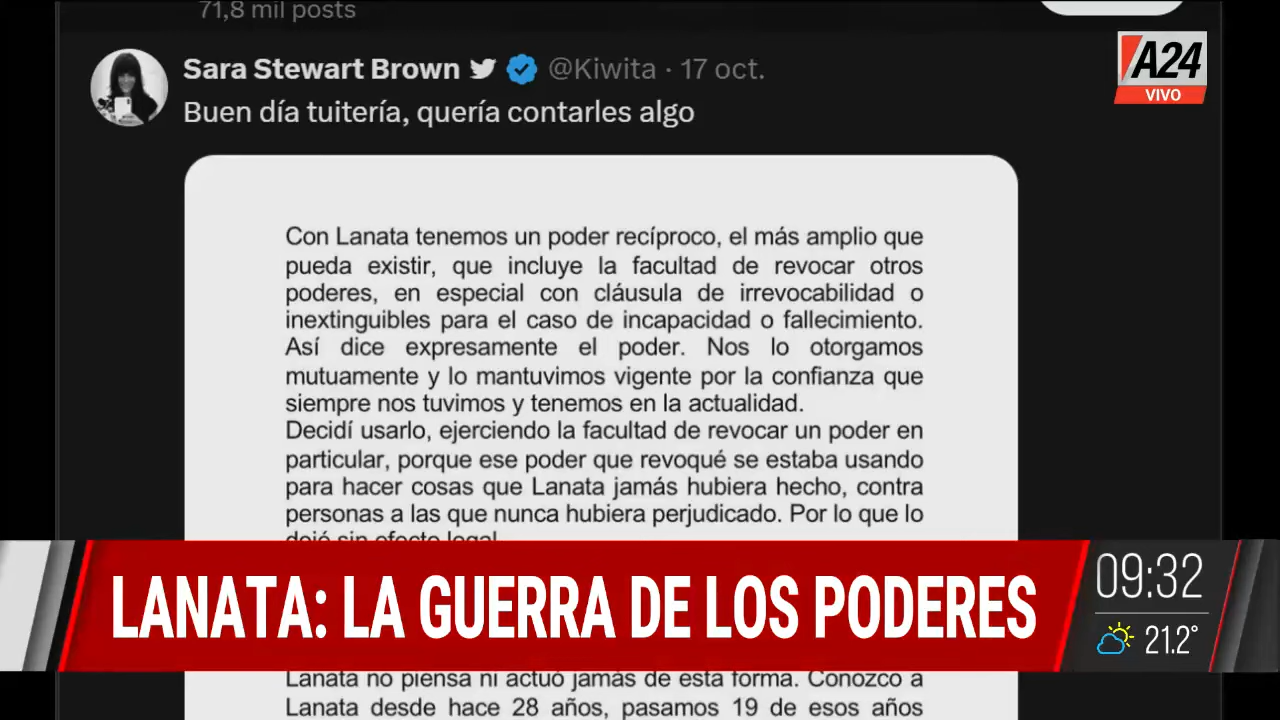 71,8 mil posts
Sara Stewart Brown @Kiwita · 17 oct.
Buen día tuitería, quería contarles algo
A24
VIVO
Con Lanata tenemos un poder recíproco, el más amplio que
pueda existir, que incluye la facultad de revocar otros
poderes, en especial con cláusula de irrevocabilidad o
inextinguibles para el caso de incapacidad o fallecimiento.
Así dice expresamente el poder. Nos lo otorgamos
mutuamente y lo mantuvimos vigente por la confianza que
siempre nos tuvimos y tenemos en la actualidad.
Decidí usarlo, ejerciendo la facultad de revocar un poder en
particular, porque ese poder que revoqué se estaba usando
para hacer cosas que Lanata jamás hubiera hecho, contra
personas a las que nunca hubiera perjudicado. Por lo que lo
dejé sin efecto legal.
LANATA: LA GUERRA DE LOS PODERES
09:32
21.2°
Lanata no piensa ni actuó jamás de esta forma. Conozco a
Lanata desde hace 28 años, pasamos 19 de esos años